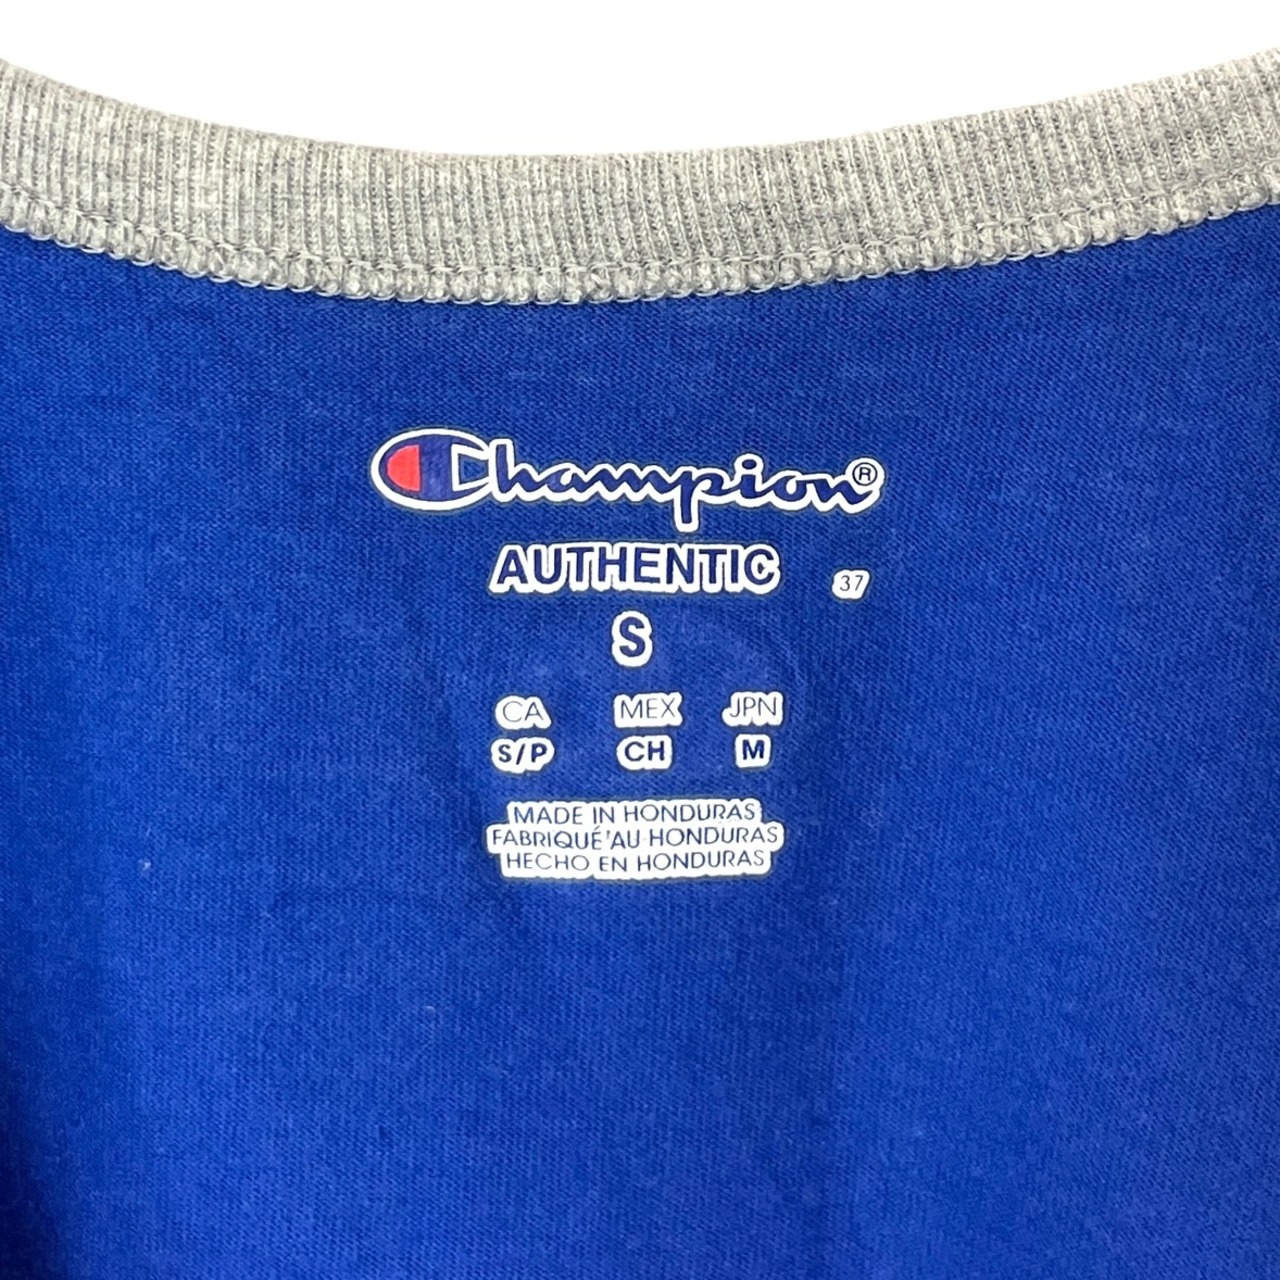 Champion®
AUTHENTIC 37
S
CA MEX JPN
S/P CH M
MADE IN HONDURAS
FABRIQUÉ AU HONDURAS
HECHO EN HONDURAS